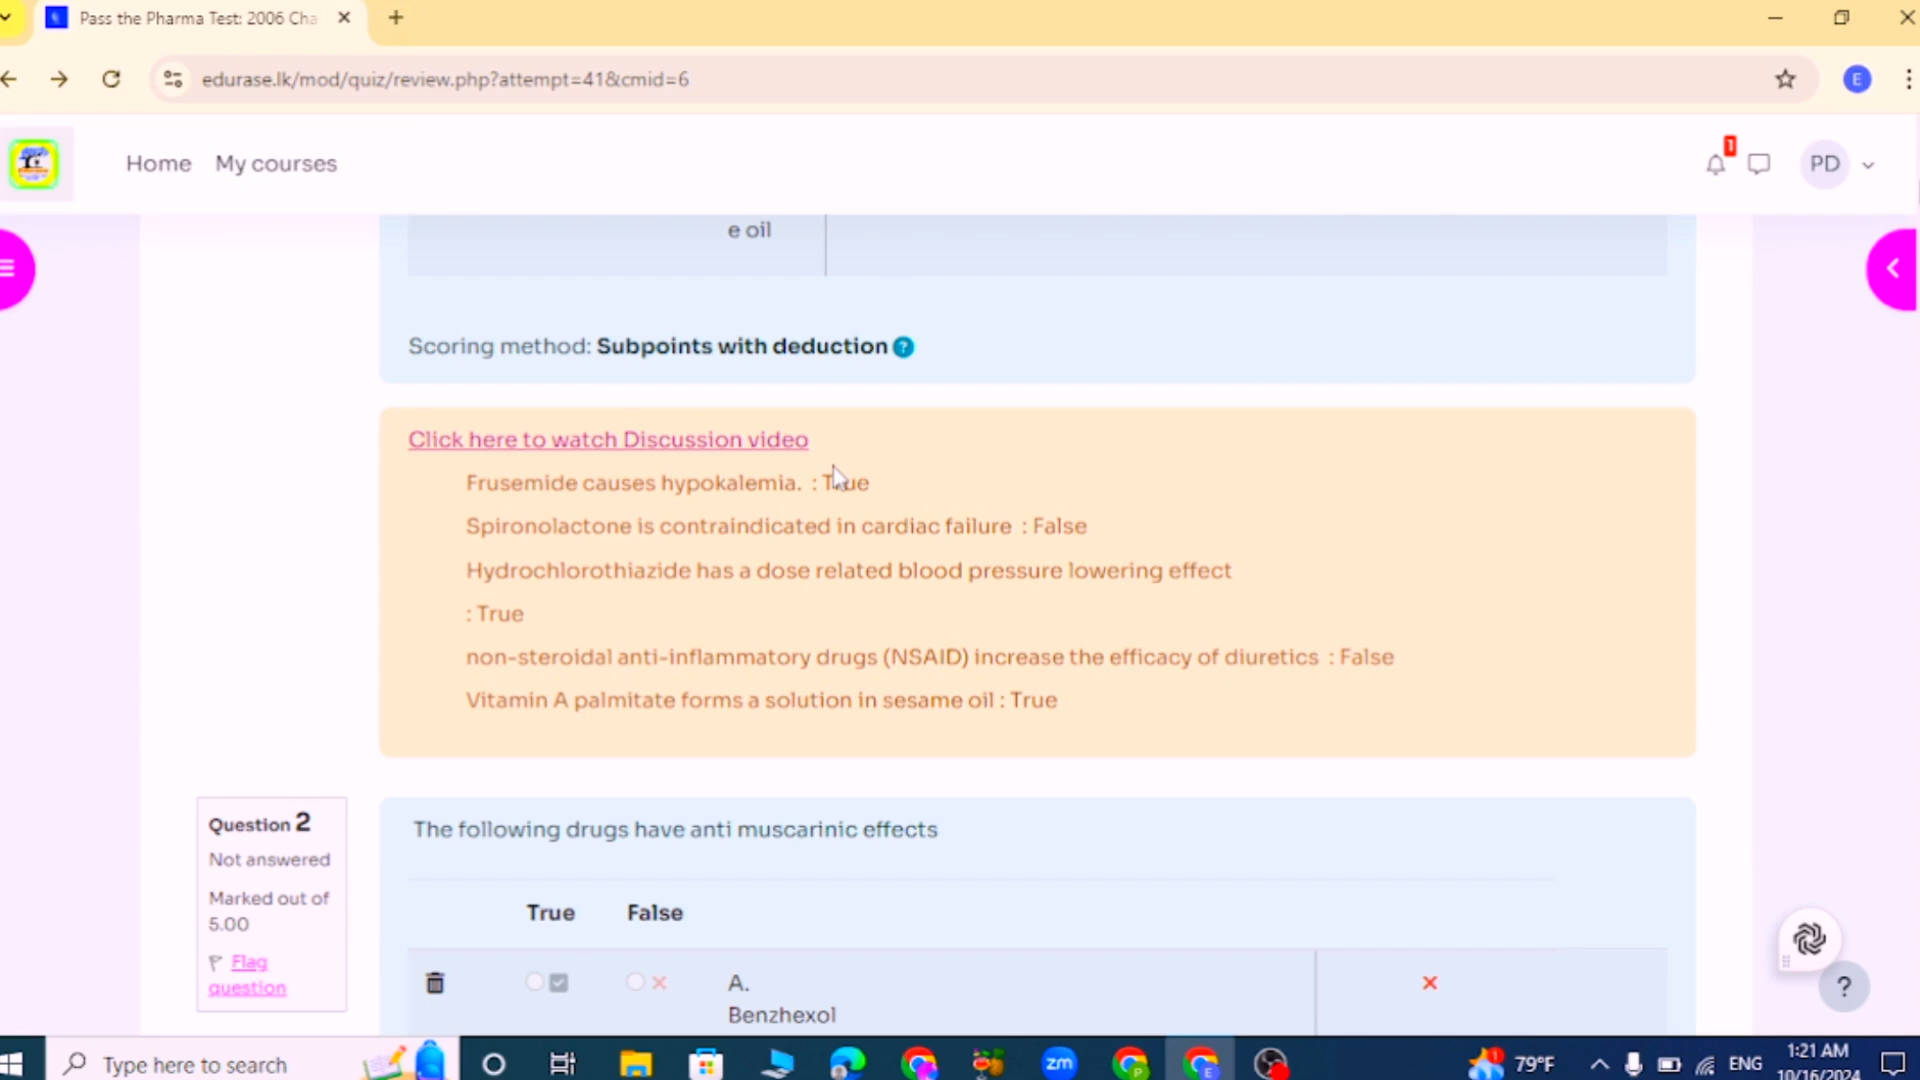 Pass the Pharma Test: 2006 Cha
edurase.lk/mod/quiz/review.php?attempt=41&cmid=6
E
Home
My courses
1
PD
e oil
Scoring method: Subpoints with deduction
Click here to watch Discussion video
Frusemide causes hypokalemia. : True
Spironolactone is contraindicated in cardiac failure : False
Hydrochlorothiazide has a dose related blood pressure lowering effect
: True
non-steroidal anti-inflammatory drugs (NSAID) increase the efficacy of diuretics : False
Vitamin A palmitate forms a solution in sesame oil : True
Question 2
Not answered
Marked out of
5.00
Flag
question
The following drugs have anti muscarinic effects
True False
A.
Benzhexol
?
Type here to search
zm
P
E
79°F
ENG
1:21 AM
10/16/2024